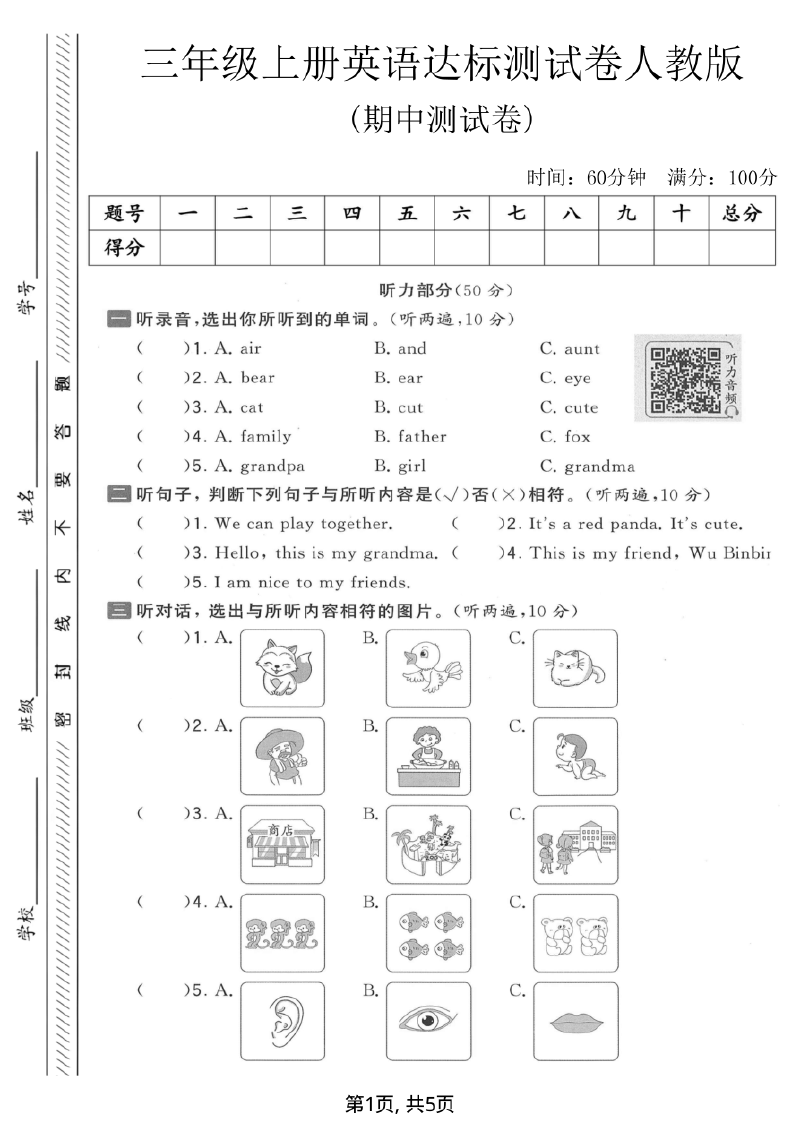 三年级上册英语达标测试卷人教版
(期中测试卷)
时间：60分钟 满分：100分
题号 一 二 三 四 五 六 七 八 九 十 总分
得分
听力部分(50 分)
一 听录音,选出你所听到的单词。(听两遍,10 分)
( )1. A. air B. and C. aunt
( )2. A. bear B. ear C. eye
( )3. A. cat B. cut C. cute
( )4. A. family B. father C. fox
( )5. A. grandpa B. girl C. grandma
听力音频
二 听句子，判断下列句子与所听内容是(√)否(×)相符。(听两遍,10 分)
( )1. We can play together. ( )2. It's a red panda. It's cute.
( )3. Hello, this is my grandma. ( )4. This is my friend, Wu Binbin
( )5. I am nice to my friends.
三 听对话，选出与所听内容相符的图片。(听两遍,10 分)
( )1. A. B. C.
( )2. A. B. C.
( )3. A. B. C.
商店
( )4. A. B. C.
( )5. A. B. C.
学校 班级 姓名 学号
密 封 线 内 不 要 答 题
第1页, 共5页